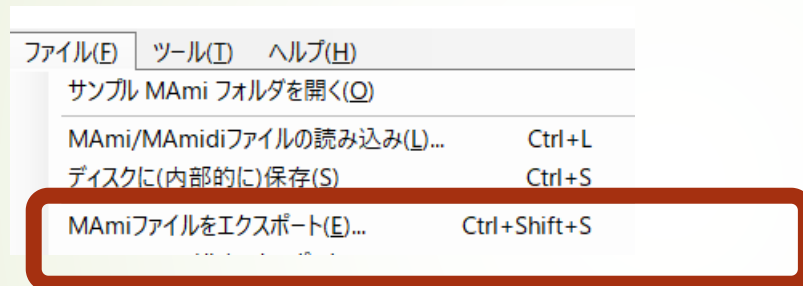 ファイル(F) ツール(T) ヘルプ(H)
サンプル MAmi フォルダを開く(O)
MAmi/MAmidiファイルの読み込み(L)... Ctrl+L
ディスクに(内部的に)保存(S) Ctrl+S
MAmiファイルをエクスポート(E)... Ctrl+Shift+S